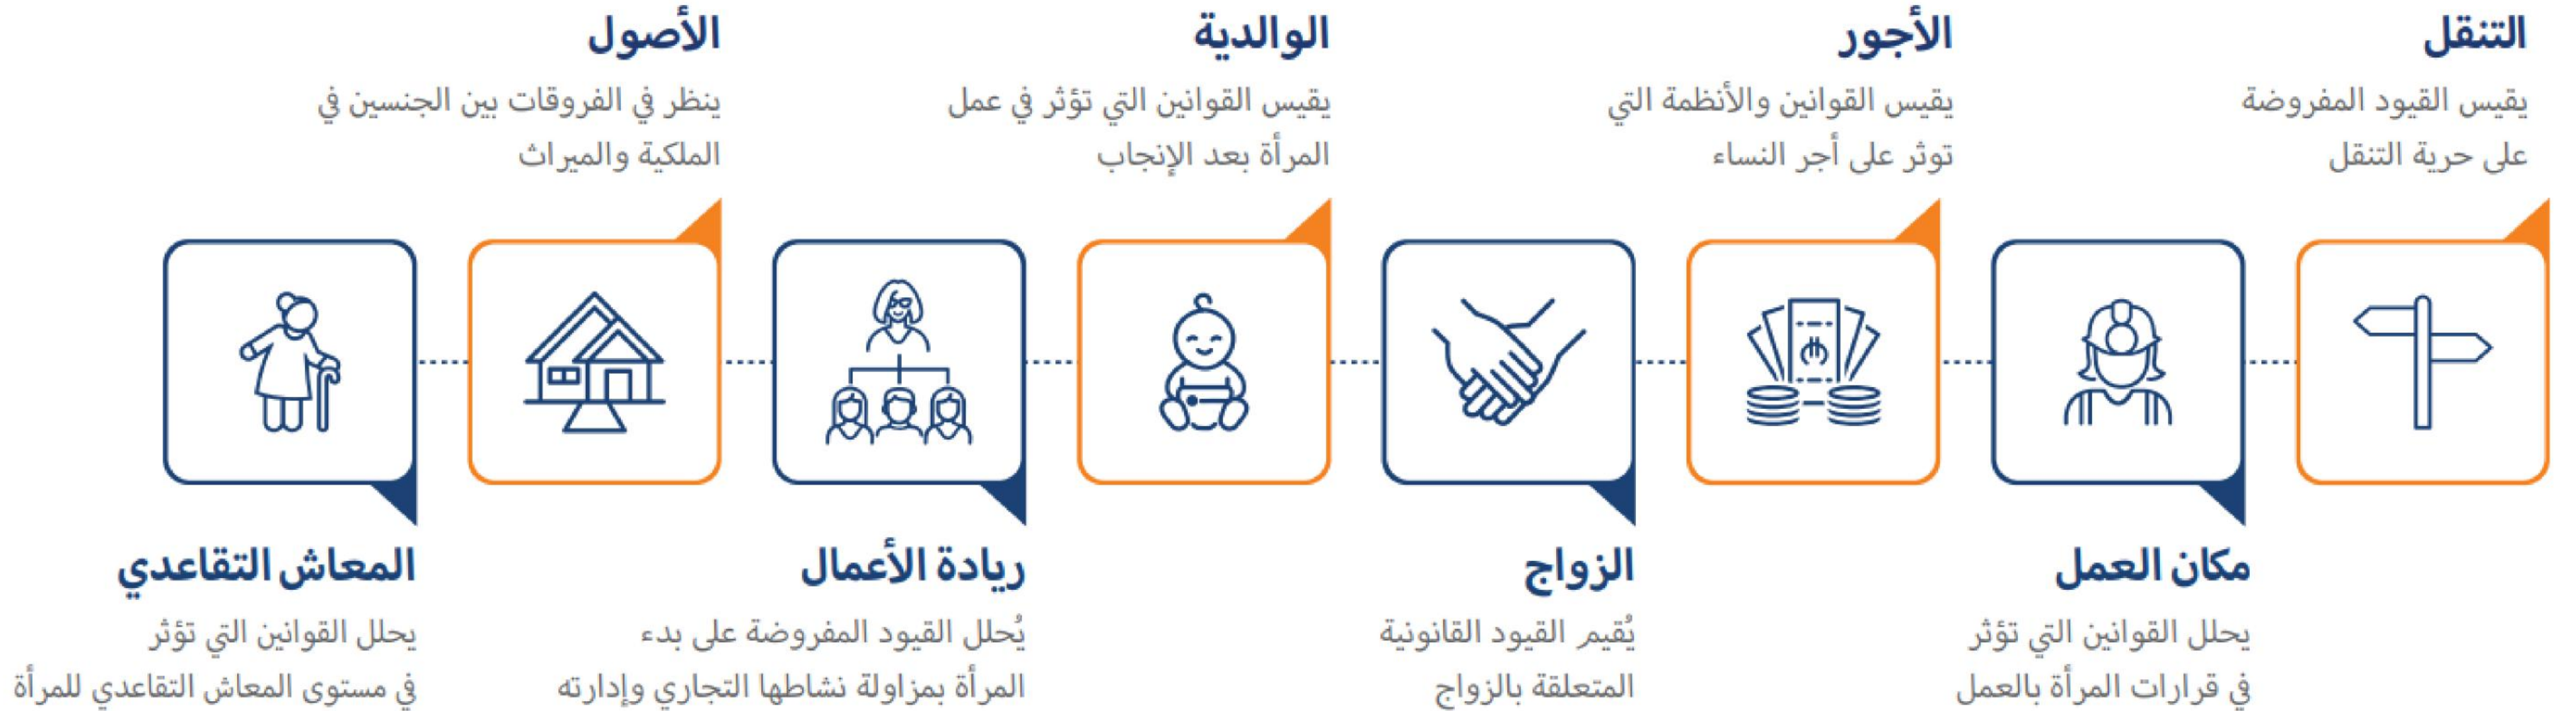 التنقل
يقيس القيود المفروضة
على حرية التنقل
مكان العمل
يحلل القوانين التي تؤثر
في قرارات المرأة بالعمل
الأجور
يقيس القوانين والأنظمة التي
توثر على أجر النساء
الزواج
يُقيم القيود القانونية
المتعلقة بالزواج
الوالدية
يقيس القوانين التي تؤثر في عمل
المرأة بعد الإنجاب
ريادة الأعمال
يُحلل القيود المفروضة على بدء
المرأة بمزاولة نشاطها التجاري وإدارته
الأصول
ينظر في الفروقات بين الجنسين في
الملكية والميراث
المعاش التقاعدي
يحلل القوانين التي تؤثر
في مستوى المعاش التقاعدي للمرأة